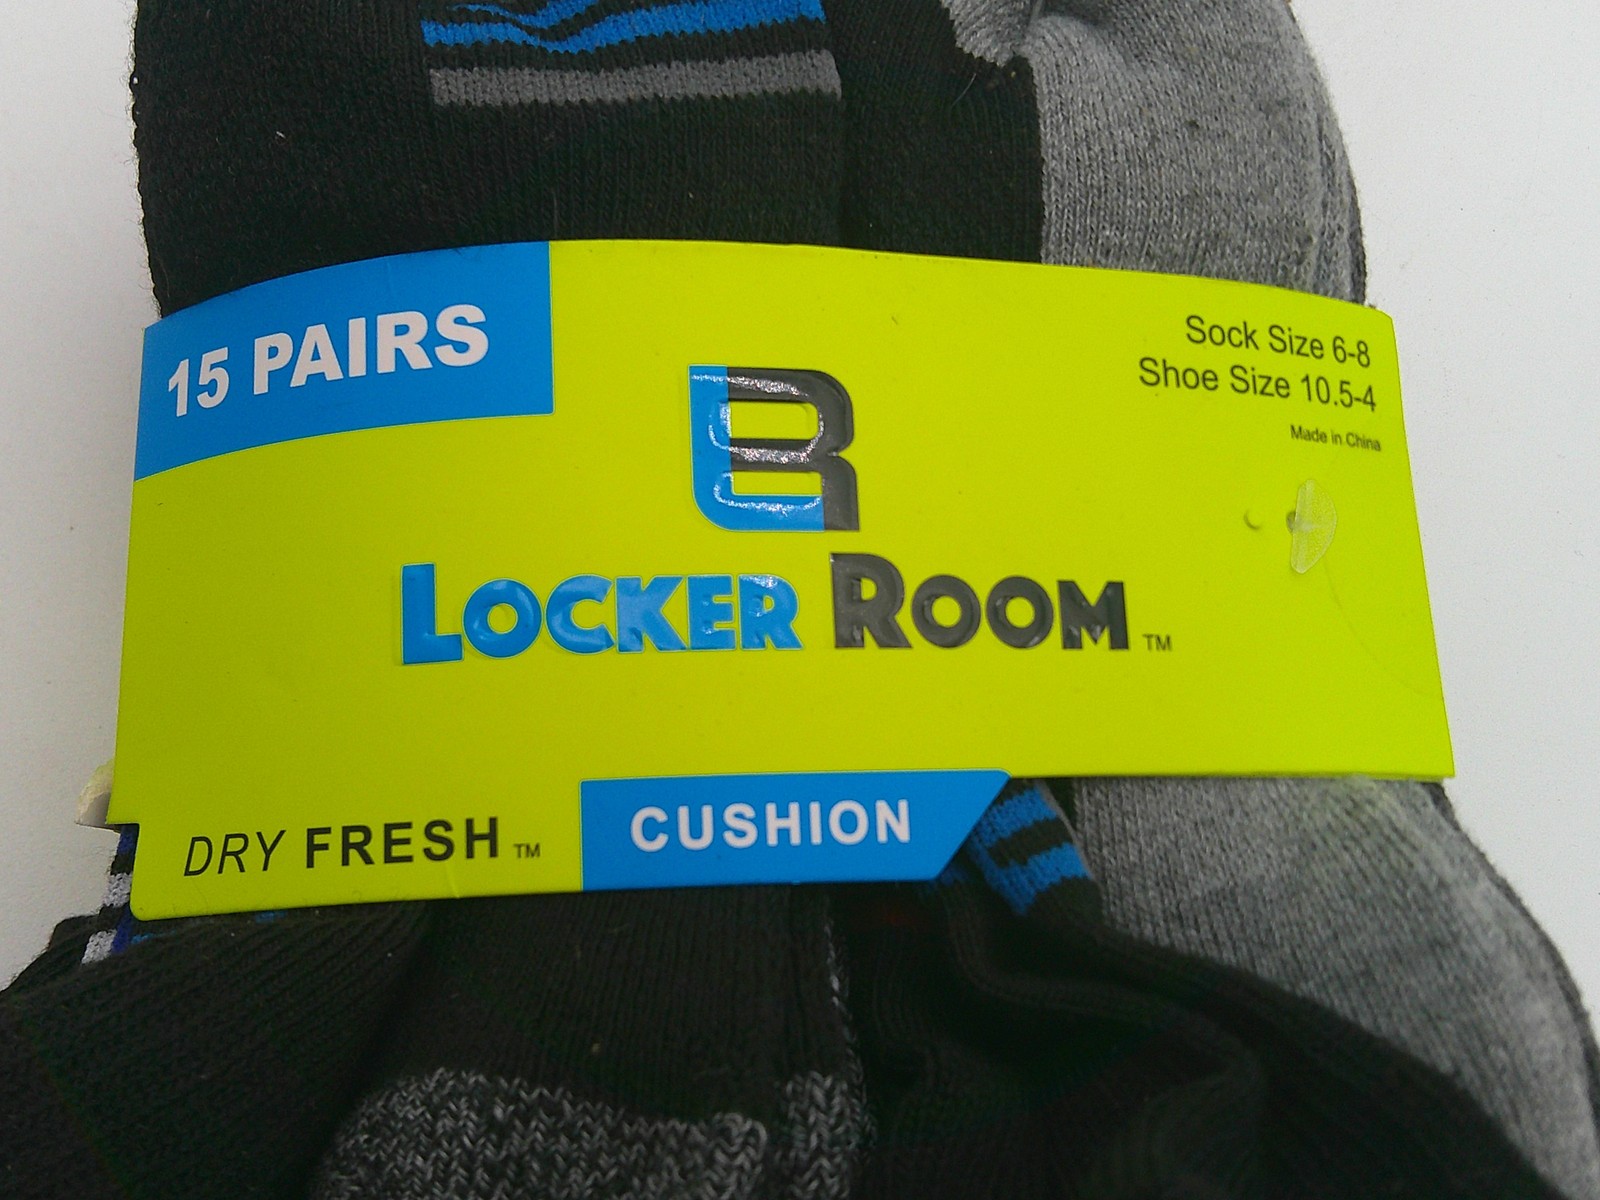 15 PAIRS
Sock Size 6-8
Shoe Size 10.5-4
Made in China
LR
LOCKER ROOM™
DRY FRESH™
CUSHION